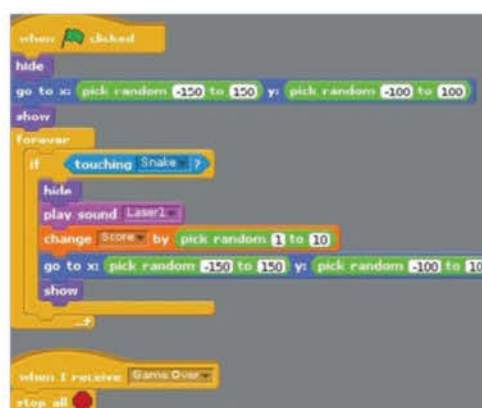 when clicked
hide
go to x: pick random -150 to 150 y: pick random -100 to 100
show
forever
if touching Snake ?
hide
play sound Laser1
change Score by pick random 1 to 10
go to x: pick random -150 to 150 y: pick random -100 to
show
when I receive Game Over
stop all